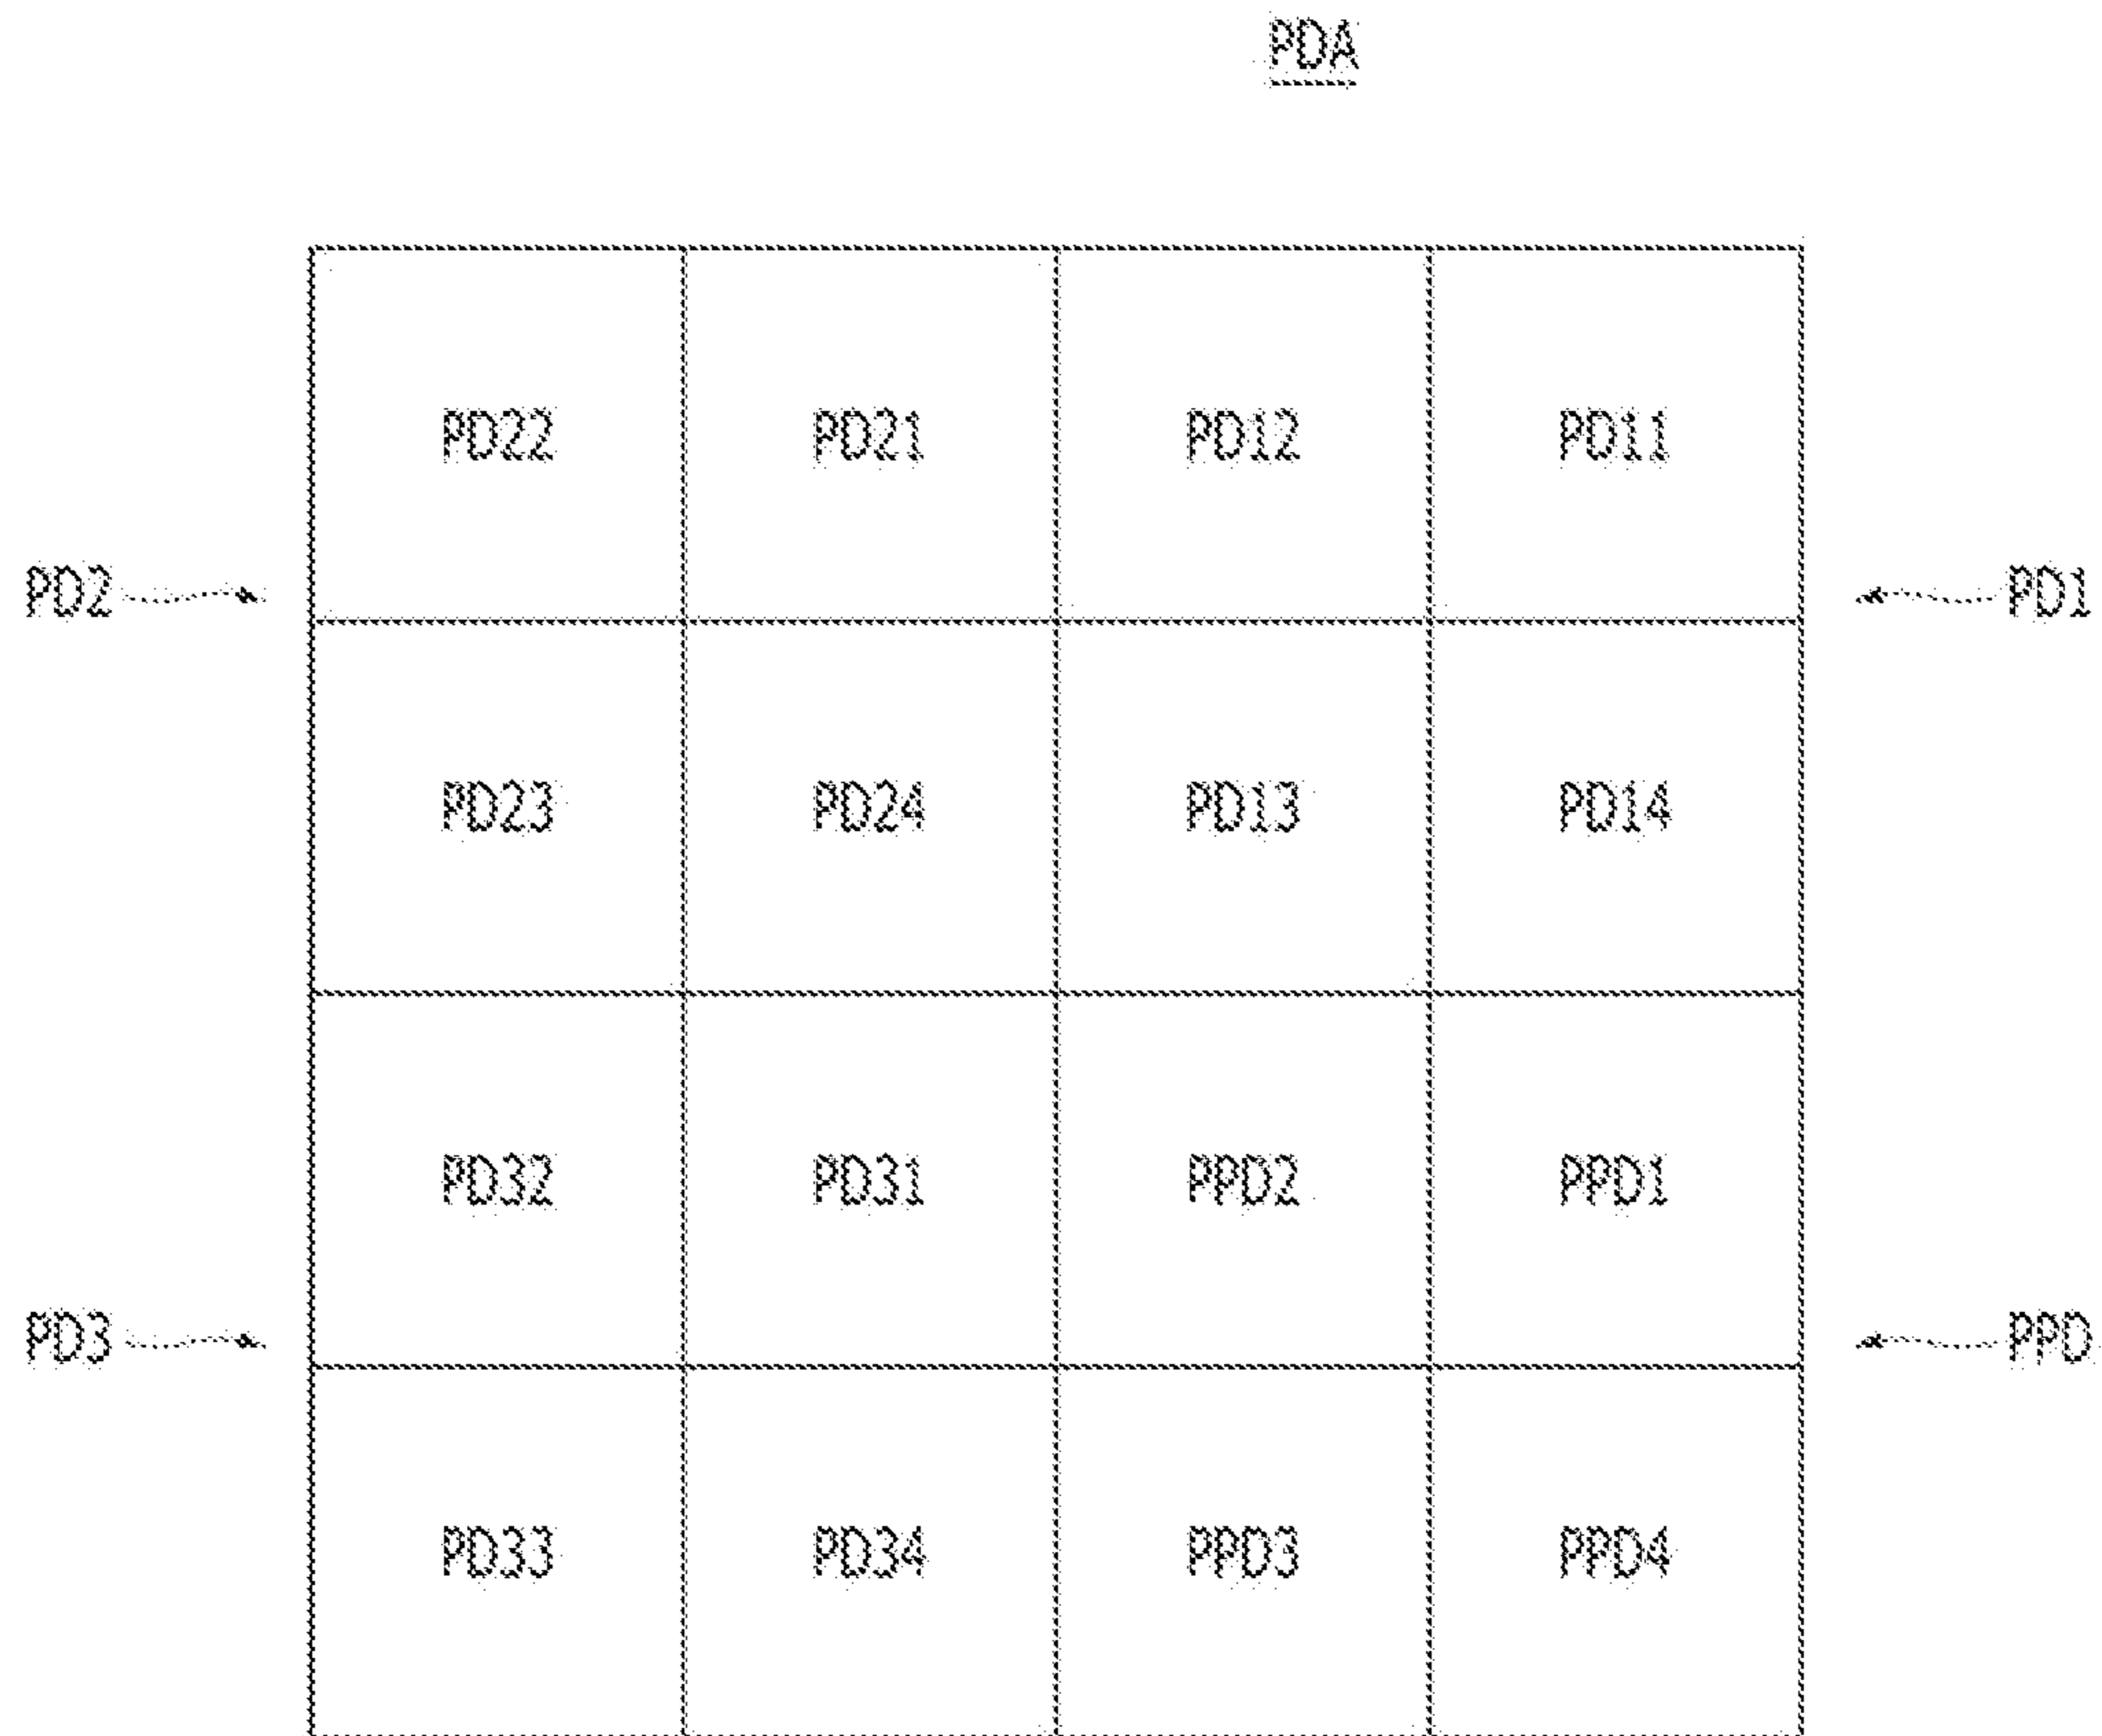 PDA
PD22 PD21 PD12 PD11
PD2 PD1
PD23 PD24 PD13 PD14
PD32 PD31 PPD2 PPD1
PD3 PPD
PD33 PD34 PPD3 PPD4